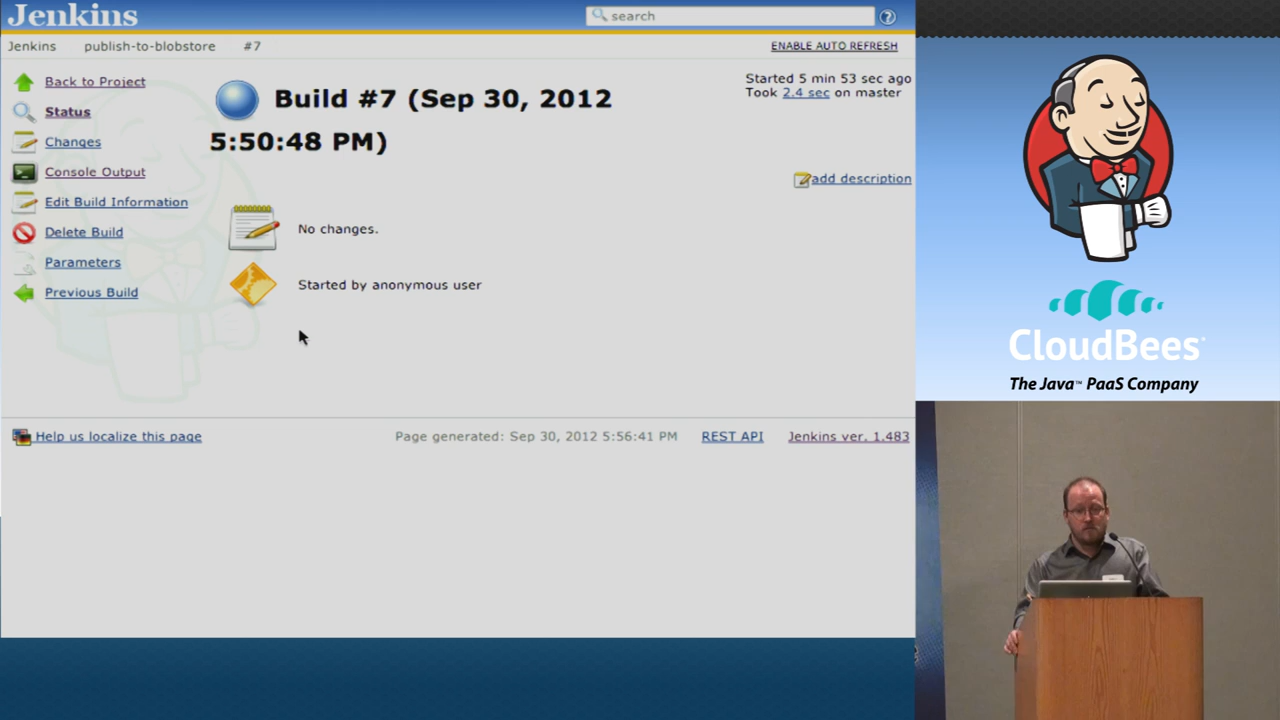 Jenkins
search
Jenkins publish-to-blobstore #7
ENABLE AUTO REFRESH
Back to Project
Status
Changes
Console Output
Edit Build Information
Delete Build
Parameters
Previous Build
Build #7 (Sep 30, 2012
5:50:48 PM)
Started 5 min 53 sec ago
Took 2.4 sec on master
add description
No changes.
Started by anonymous user
Help us localize this page
Page generated: Sep 30, 2012 5:56:41 PM
REST API
Jenkins ver. 1.483
CloudBees
The Java™ PaaS Company